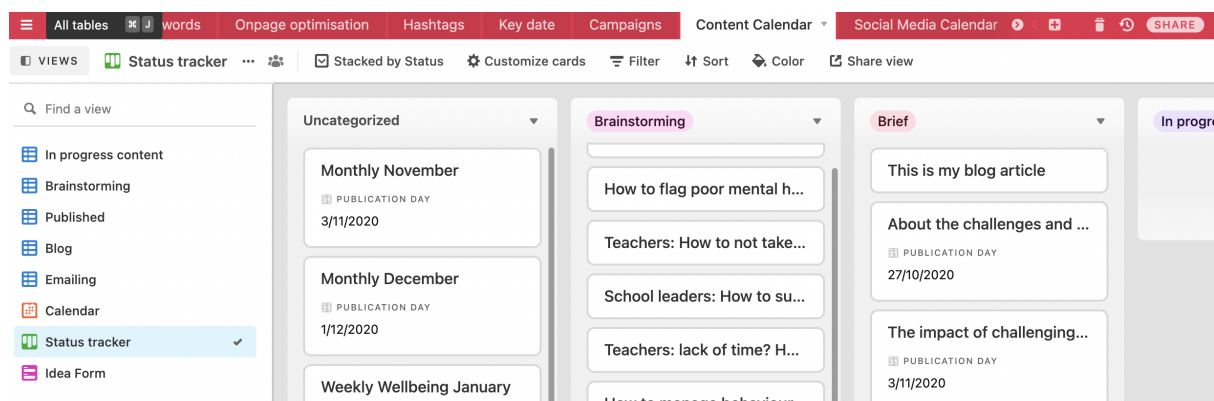 All tables ⌘ J words Onpage optimisation Hashtags Key date Campaigns Content Calendar Social Media Calendar SHARE
VIEWS Status tracker ... Stacked by Status Customize cards Filter Sort Color Share view
Find a view
In progress content
Brainstorming
Published
Blog
Emailing
Calendar
Status tracker
Idea Form
Uncategorized
Monthly November
PUBLICATION DAY
3/11/2020
Monthly December
PUBLICATION DAY
1/12/2020
Weekly Wellbeing January
Brainstorming
How to flag poor mental h...
Teachers: How to not take...
School leaders: How to su...
Teachers: lack of time? H...
How to manage behaviour
Brief
This is my blog article
About the challenges and ...
PUBLICATION DAY
27/10/2020
The impact of challenging...
PUBLICATION DAY
3/11/2020
In progr